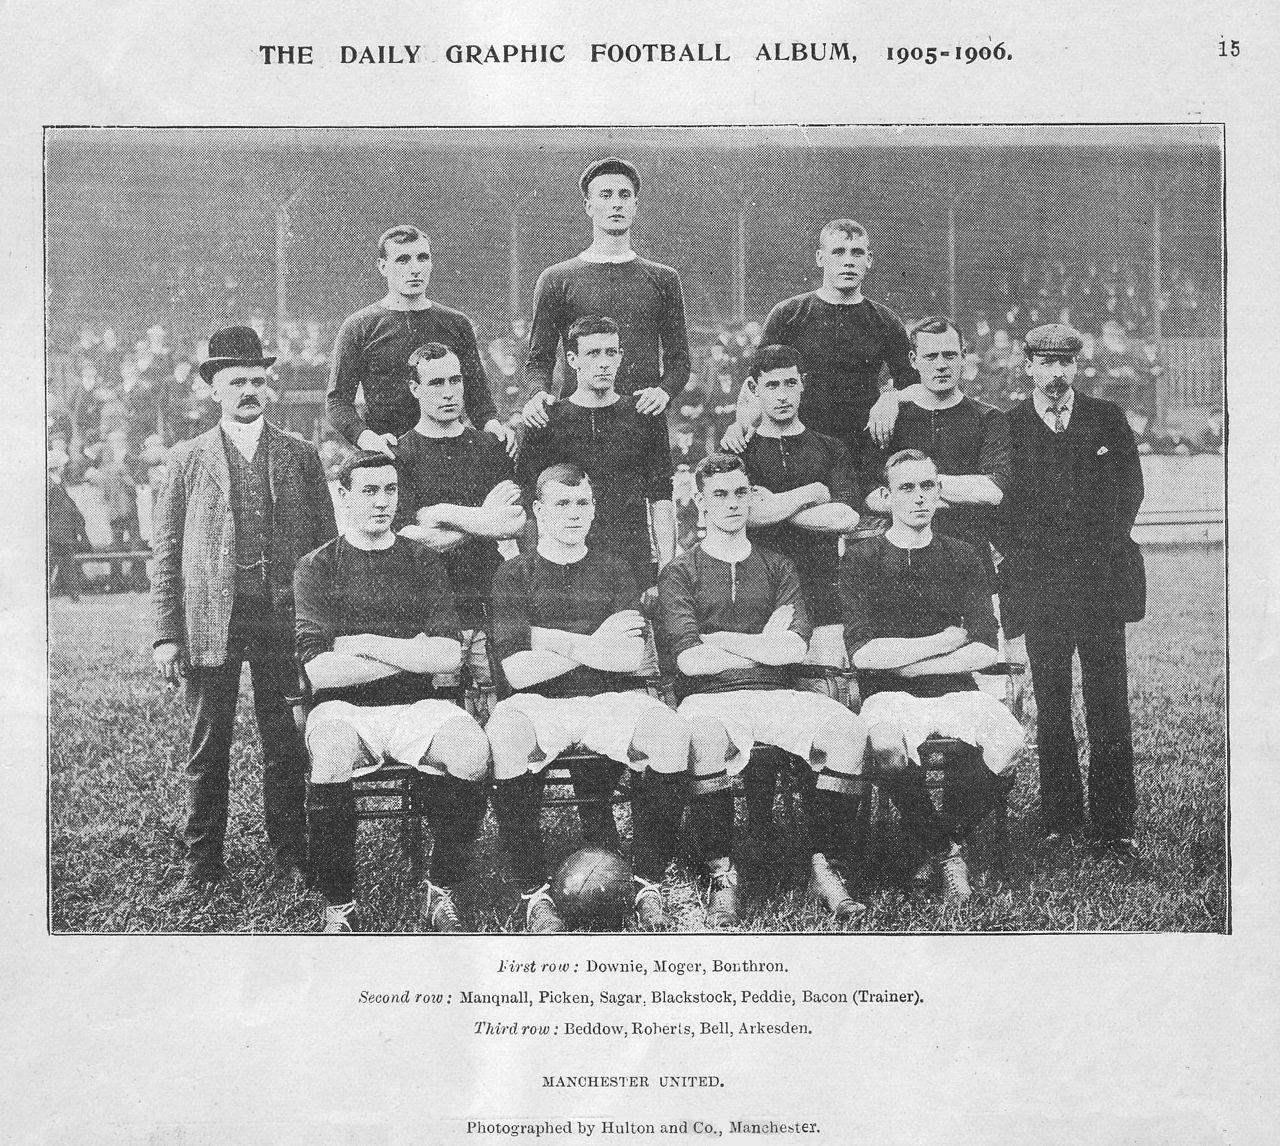 THE DAILY GRAPHIC FOOTBALL ALBUM, 1905-1906.
15
First row: Downie, Moger, Bonthron.
Second row: Manqnall, Picken, Sagar, Blackstock, Peddie, Bacon (Trainer).
Third row: Beddow, Roberts, Bell, Arkesden.
MANCHESTER UNITED.
Photographed by Hulton and Co., Manchester.